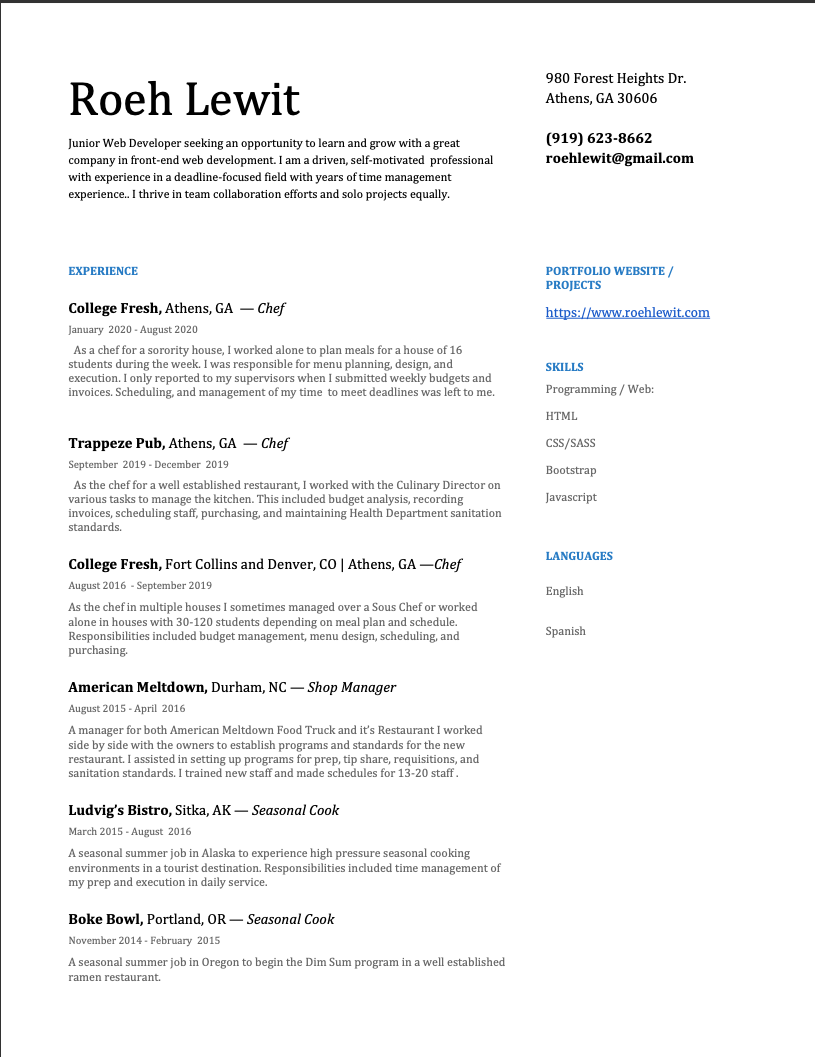 Roeh Lewit
Junior Web Developer seeking an opportunity to learn and grow with a great
company in front-end web development. I am a driven, self-motivated  professional
with experience in a deadline-focused field with years of time management
experience.. I thrive in team collaboration efforts and solo projects equally.
980 Forest Heights Dr.
Athens, GA 30606
(919) 623-8662
roehlewit@gmail.com
EXPERIENCE
College Fresh, Athens, GA  — Chef
January  2020 - August 2020
As a chef for a sorority house, I worked alone to plan meals for a house of 16
students during the week. I was responsible for menu planning, design, and
execution. I only reported to my supervisors when I submitted weekly budgets and
invoices. Scheduling, and management of my time  to meet deadlines was left to me.
Trappeze Pub, Athens, GA  — Chef
September  2019 - December  2019
As the chef for a well established restaurant, I worked with the Culinary Director on
various tasks to manage the kitchen. This included budget analysis, recording
invoices, scheduling staff, purchasing, and maintaining Health Department sanitation
standards.
College Fresh, Fort Collins and Denver, CO | Athens, GA —Chef
August 2016  - September 2019
As the chef in multiple houses I sometimes managed over a Sous Chef or worked
alone in houses with 30-120 students depending on meal plan and schedule.
Responsibilities included budget management, menu design, scheduling, and
purchasing.
American Meltdown, Durham, NC — Shop Manager
August 2015 - April  2016
A manager for both American Meltdown Food Truck and it’s Restaurant I worked
side by side with the owners to establish programs and standards for the new
restaurant. I assisted in setting up programs for prep, tip share, requisitions, and
sanitation standards. I trained new staff and made schedules for 13-20 staff .
Ludvig’s Bistro, Sitka, AK — Seasonal Cook
March 2015 - August  2016
A seasonal summer job in Alaska to experience high pressure seasonal cooking
environments in a tourist destination. Responsibilities included time management of
my prep and execution in daily service.
Boke Bowl, Portland, OR — Seasonal Cook
November 2014 - February  2015
A seasonal summer job in Oregon to begin the Dim Sum program in a well established
ramen restaurant.
PORTFOLIO WEBSITE /
PROJECTS
https://www.roehlewit.com
SKILLS
Programming / Web:
HTML
CSS/SASS
Bootstrap
Javascript
LANGUAGES
English
Spanish